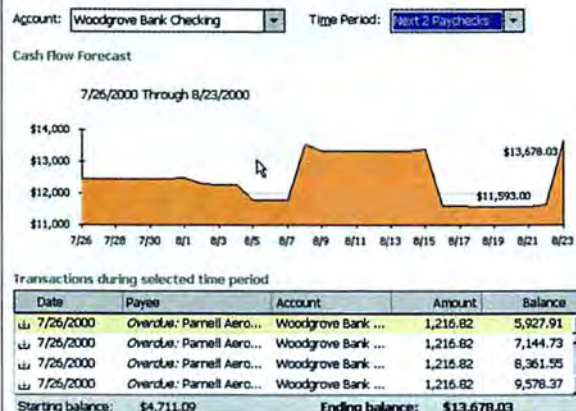 Account: Woodgrove Bank Checking Time Period: Next 2 Paychecks
Cash Flow Forecast
7/26/2000 Through 8/23/2000
$14,000
$13,000
$12,000
$11,000
$13,678.03
$11,593.00
7/26 7/28 7/30 8/1 8/3 8/5 8/7 8/9 8/11 8/13 8/15 8/17 8/19 8/21 8/23
Transactions during selected time period
Date Payee Account Amount Balance
7/26/2000 Overdue: Parnell Aero... Woodgrove Bank ... 1,216.82 5,927.91
7/26/2000 Overdue: Parnell Aero... Woodgrove Bank ... 1,216.82 7,144.73
7/26/2000 Overdue: Parnell Aero... Woodgrove Bank ... 1,216.82 8,361.55
7/26/2000 Overdue: Parnell Aero... Woodgrove Bank ... 1,216.82 9,578.37
Starting balance: $4,711.09 Ending balance: $13,678.03